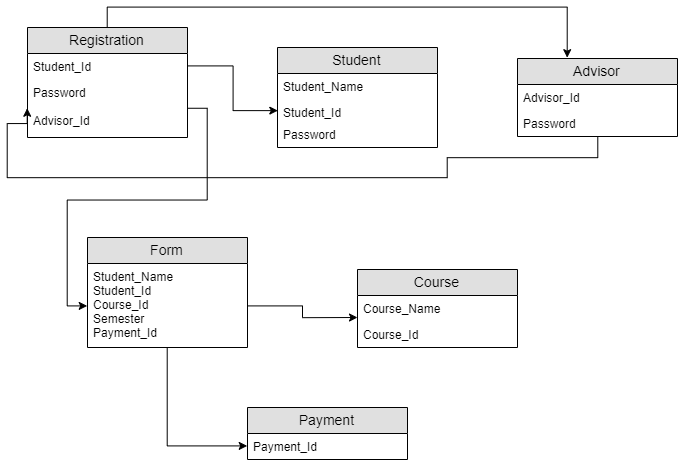 Registration
Student_Id
Password
Advisor_Id
Student
Student_Name
Student_Id
Password
Advisor
Advisor_Id
Password
Form
Student_Name
Student_Id
Course_Id
Semester
Payment_Id
Course
Course_Name
Course_Id
Payment
Payment_Id